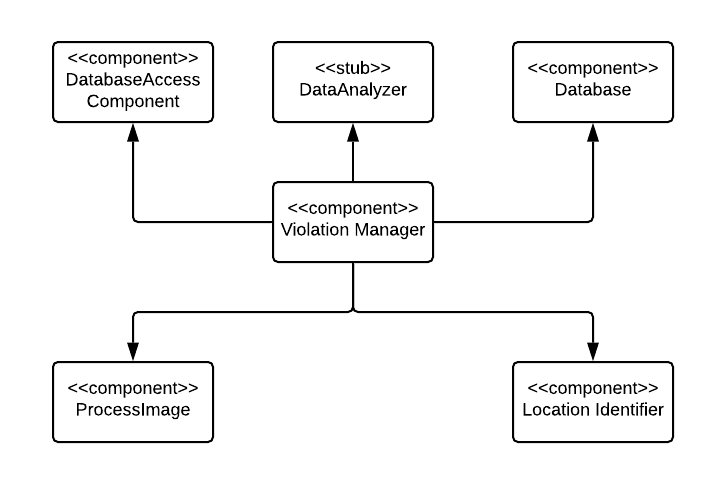 <<component>>
DatabaseAccess
Component
<<stub>>
DataAnalyzer
<<component>>
Database
<<component>>
Violation Manager
<<component>>
ProcessImage
<<component>>
Location Identifier